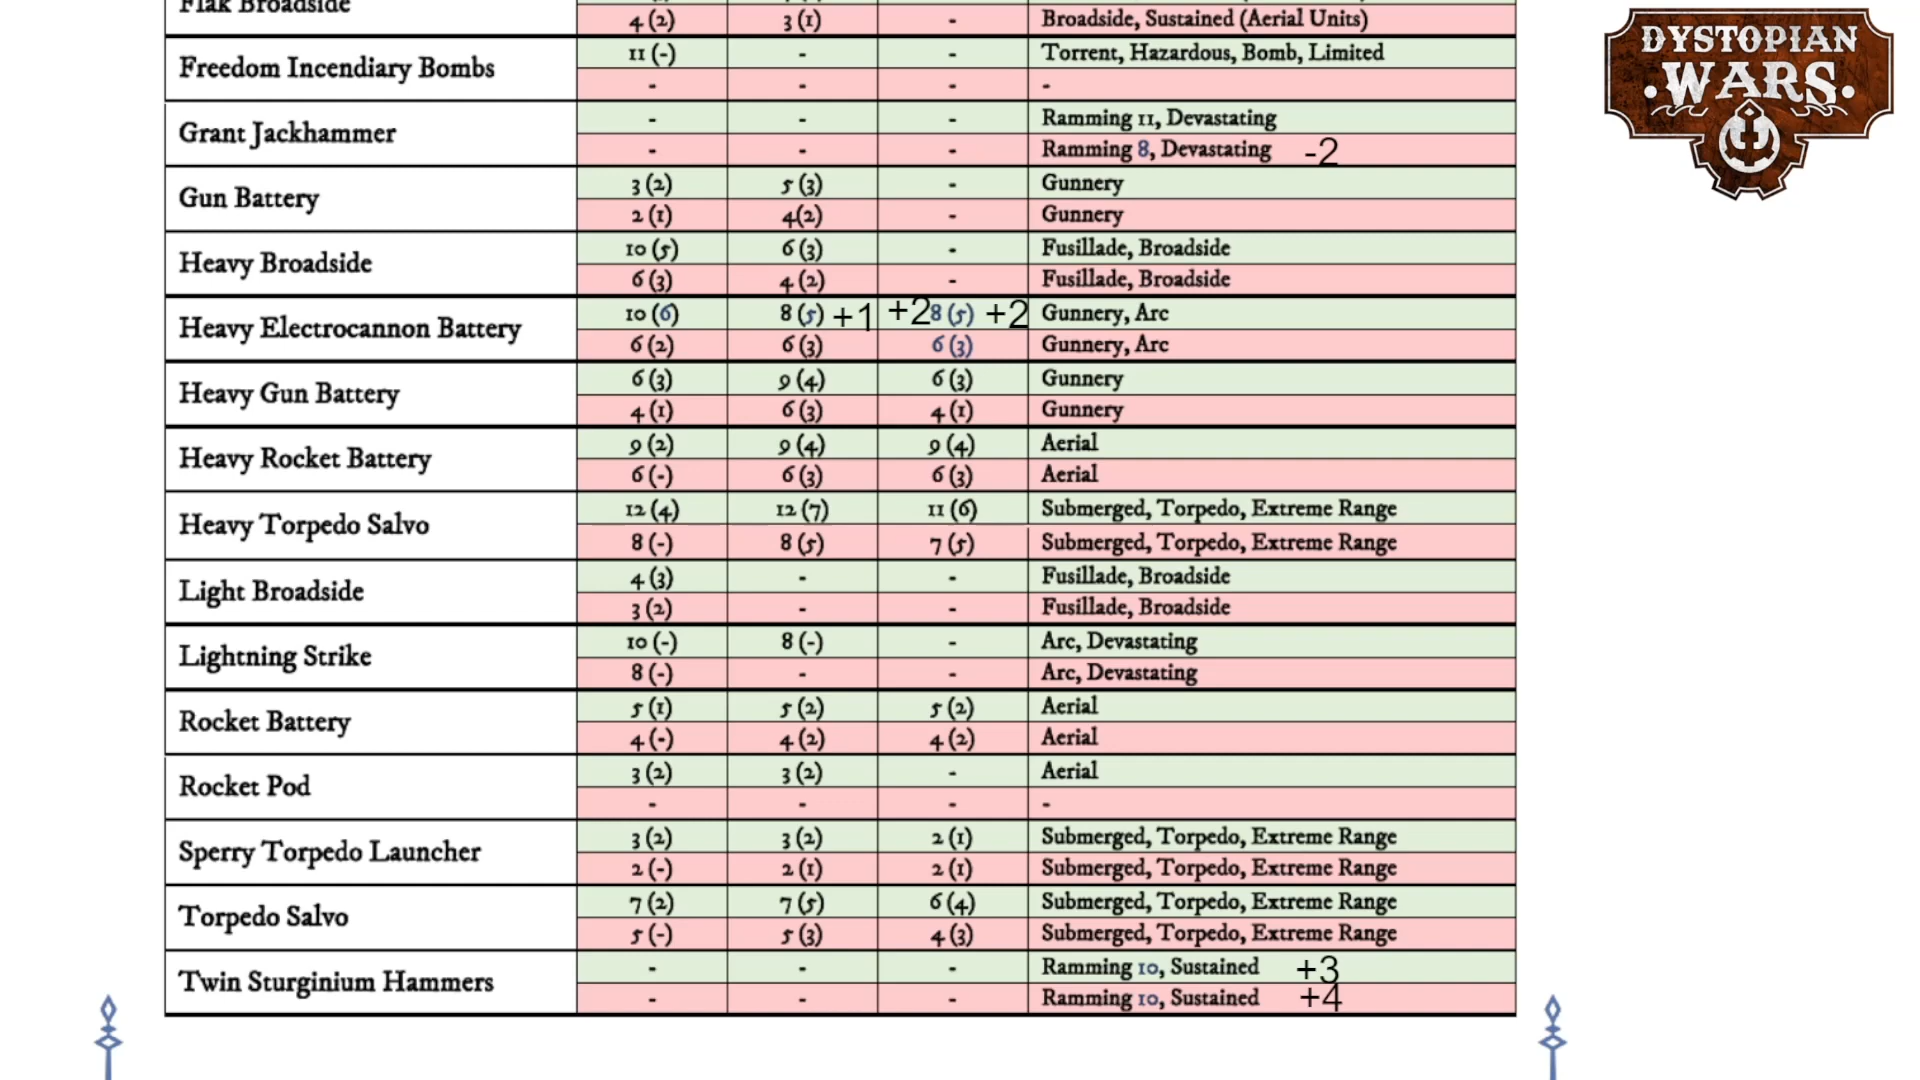 Flak Broadside
4 (2) 3 (1) - Broadside, Sustained (Aerial Units)
Freedom Incendiary Bombs
11 (-) - - Torrent, Hazardous, Bomb, Limited
- - - -
Grant Jackhammer
- - - Ramming 11, Devastating
- - - Ramming 8, Devastating -2
Gun Battery
3 (2) 5 (3) - Gunnery
2 (1) 4(2) - Gunnery
Heavy Broadside
10 (5) 6 (3) - Fusillade, Broadside
6 (3) 4 (2) - Fusillade, Broadside
Heavy Electrocannon Battery
10 (6) 8 (5) +1 +2 8 (5) +2 Gunnery, Arc
6 (2) 6 (3) 6 (3) Gunnery, Arc
Heavy Gun Battery
6 (3) 9 (4) 6 (3) Gunnery
4 (1) 6 (3) 4 (1) Gunnery
Heavy Rocket Battery
9 (2) 9 (4) 9 (4) Aerial
6 (-) 6 (3) 6 (3) Aerial
Heavy Torpedo Salvo
12 (4) 12 (7) 11 (6) Submerged, Torpedo, Extreme Range
8 (-) 8 (5) 7 (5) Submerged, Torpedo, Extreme Range
Light Broadside
4 (3) - - Fusillade, Broadside
3 (2) - - Fusillade, Broadside
Lightning Strike
10 (-) 8 (-) - Arc, Devastating
8 (-) - - Arc, Devastating
Rocket Battery
5 (1) 5 (2) 5 (2) Aerial
4 (-) 4 (2) 4 (2) Aerial
Rocket Pod
3 (2) 3 (2) - Aerial
- - - -
Sperry Torpedo Launcher
3 (2) 3 (2) 2 (1) Submerged, Torpedo, Extreme Range
2 (-) 2 (1) 2 (1) Submerged, Torpedo, Extreme Range
Torpedo Salvo
7 (2) 7 (5) 6 (4) Submerged, Torpedo, Extreme Range
5 (-) 5 (3) 4 (3) Submerged, Torpedo, Extreme Range
Twin Sturginium Hammers
- - - Ramming 10, Sustained +3
- - - Ramming 10, Sustained +4
DYSTOPIAN
WARS